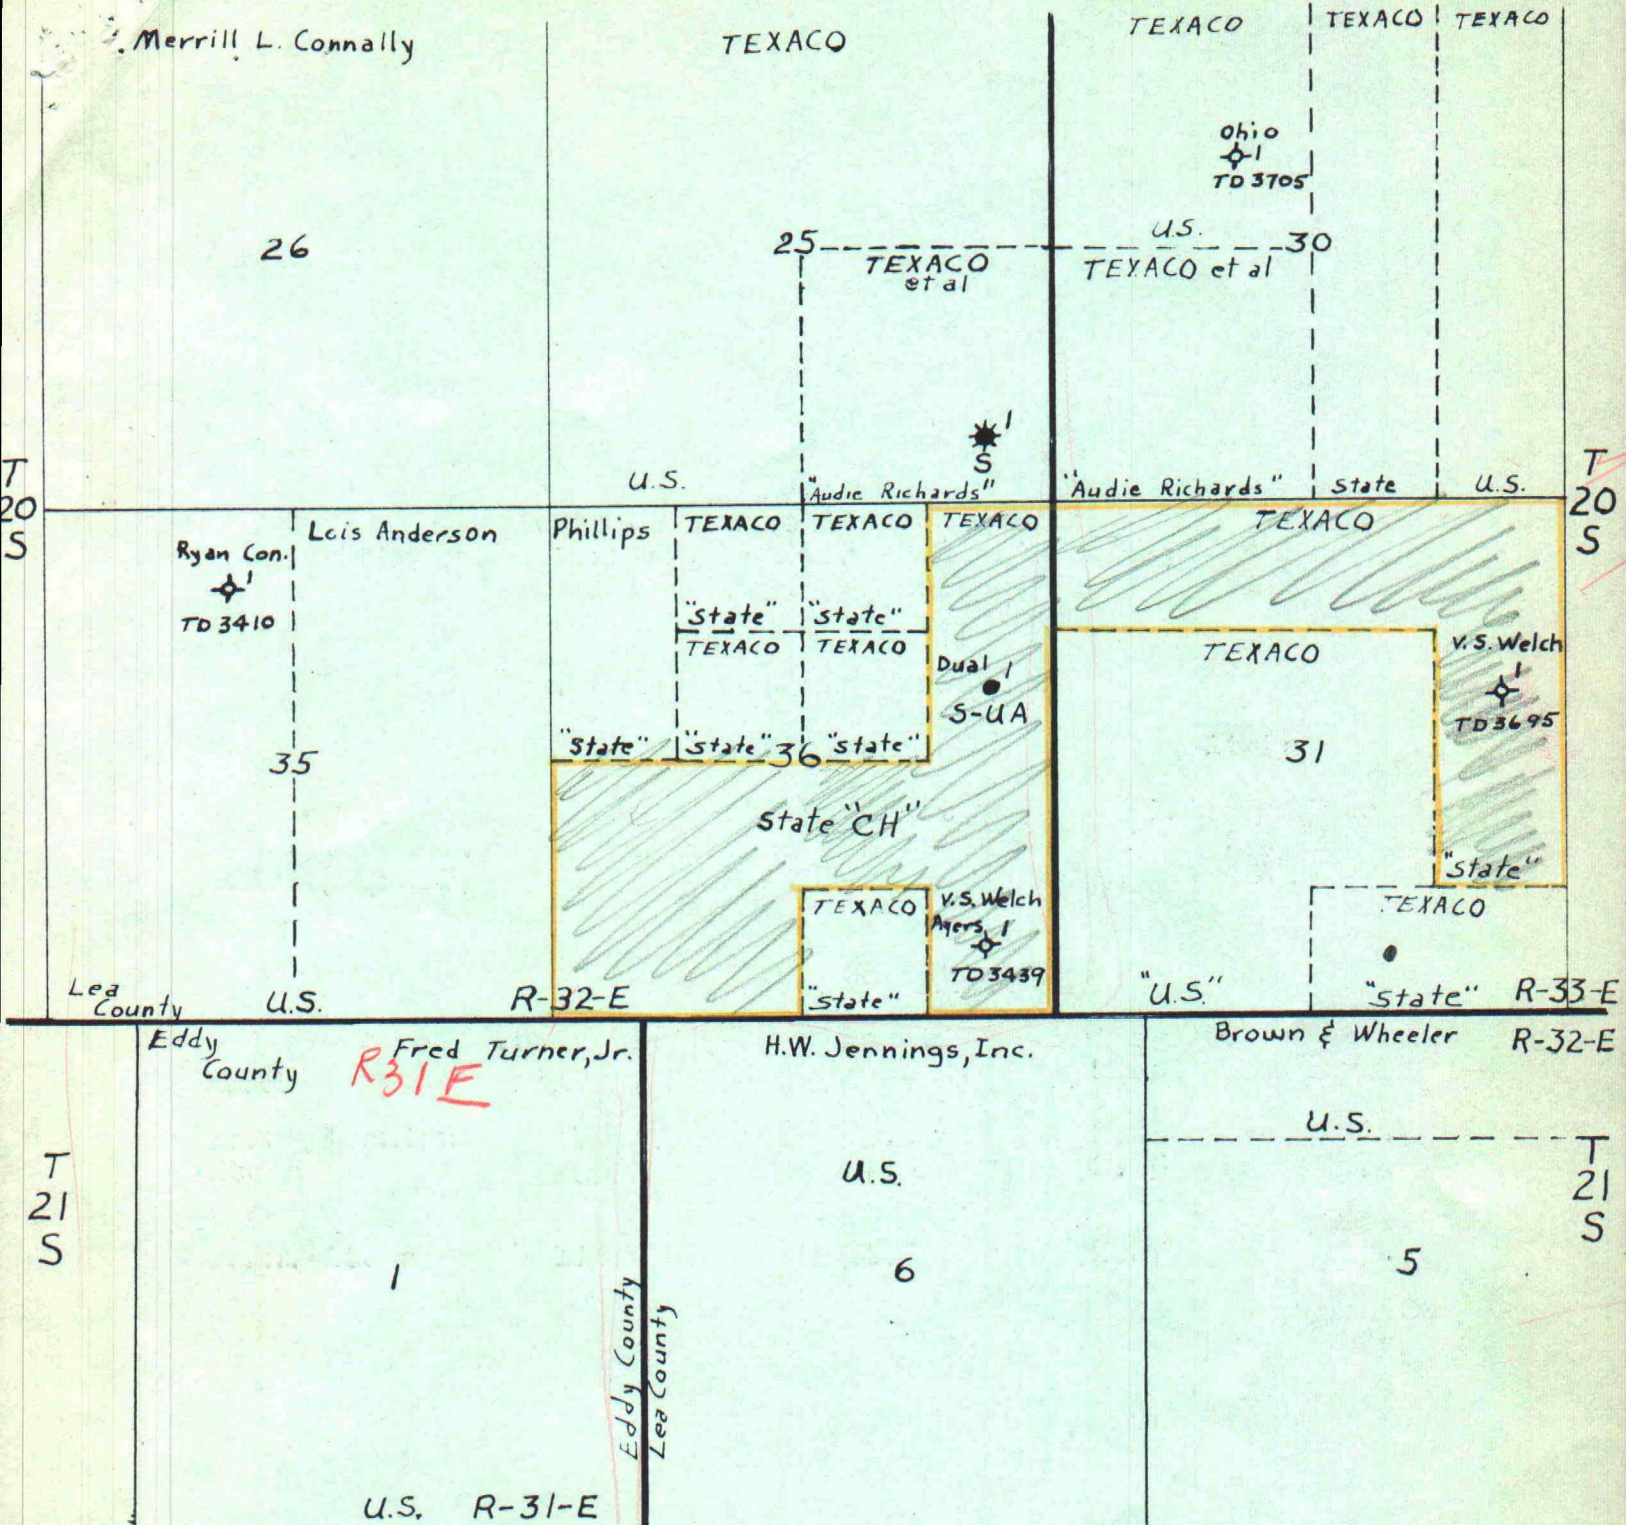 Merrill L. Connally
TEXACO
TEXACO
TEXACO
TEXACO
Ohio
1
TD 3705
26
25
TEXACO
et al
U.S.
30
TEXACO et al
1
S
T
20
S
U.S.
"Audie Richards"
"Audie Richards"
State
U.S.
T
20
S
Ryan Con.
1
TD 3410
Lois Anderson
Phillips
TEXACO
TEXACO
TEXACO
TEXACO
"State"
"State"
TEXACO
TEXACO
Dual 1
S-UA
TEXACO
V.S. Welch
1
TD 3695
"State"
"State"
36
"State"
35
31
State "CH"
"State"
TEXACO
V.S. Welch
Ayers 1
TD 3439
TEXACO
Lea
County
U.S.
R-32-E
"State"
"U.S."
"State"
R-33-E
Eddy
County
Fred Turner, Jr.
R31E
H.W. Jennings, Inc.
Brown & Wheeler
R-32-E
U.S.
T
21
S
U.S.
T
21
S
1
6
5
Eddy County
Lea County
U.S.
R-31-E